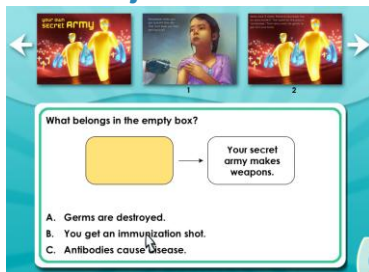 your own
secret Army
1
2
What belongs in the empty box?
Your secret
army makes
weapons.
A. Germs are destroyed.
B. You get an immunization shot.
C. Antibodies cause disease.